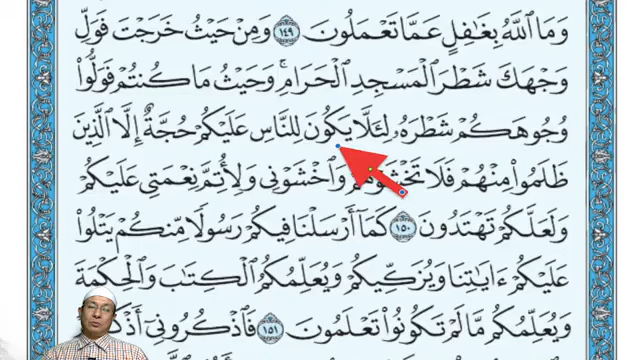 وَمَا ٱللَّهُ بِغَٰفِلٍ عَمَّا تَعْمَلُونَ ١٤٩ وَمِنْ حَيْثُ خَرَجْتَ فَوَلِّ
وَجْهَكَ شَطْرَ ٱلْمَسْجِدِ ٱلْحَرَامِ ۚ وَحَيْثُ مَا كُنتُمْ فَوَلُّوا۟
وُجُوهَكُمْ شَطْرَهُۥ لِئَلَّا يَكُونَ لِلنَّاسِ عَلَيْكُمْ حُجَّةٌ إِلَّا ٱلَّذِينَ
ظَلَمُوا۟ مِنْهُمْ فَلَا تَخْشَوْهُمْ وَٱخْشَوْنِى وَلِأُتِمَّ نِعْمَتِى عَلَيْكُمْ
وَلَعَلَّكُمْ تَهْتَدُونَ ١٥٠ كَمَآ أَرْسَلْنَا فِيكُمْ رَسُولًا مِّنكُمْ يَتْلُوا۟
عَلَيْكُمْ ءَايَٰتِنَا وَيُزَكِّيكُمْ وَيُعَلِّمُكُمُ ٱلْكِتَٰبَ وَٱلْحِكْمَةَ
وَيُعَلِّمُكُم مَّا لَمْ تَكُونُوا۟ تَعْلَمُونَ ١٥١ فَٱذْكُرُونِىٓ